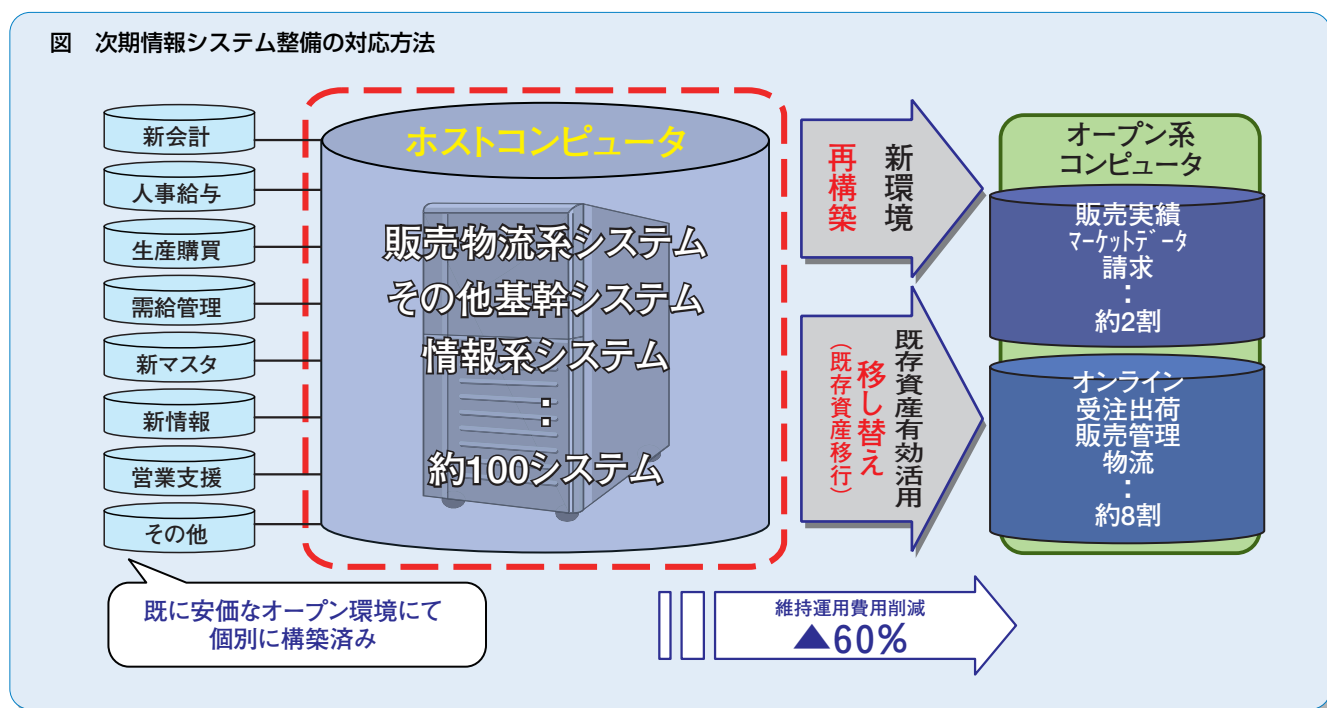 図　次期情報システム整備の対応方法
新会計
人事給与
生産購買
需給管理
新マスタ
新情報
営業支援
その他
既に安価なオープン環境にて
個別に構築済み
ホストコンピュータ
販売物流系システム
その他基幹システム
情報系システム
：
約100システム
新環境
再構築
既存資産有効活用
移し替え
（既存資産移行）
オープン系
コンピュータ
販売実績
ﾏｰｹｯﾄﾃﾞｰﾀ
請求
：
約2割
オンライン
受注出荷
販売管理
物流
：
約8割
維持運用費用削減
▲60%